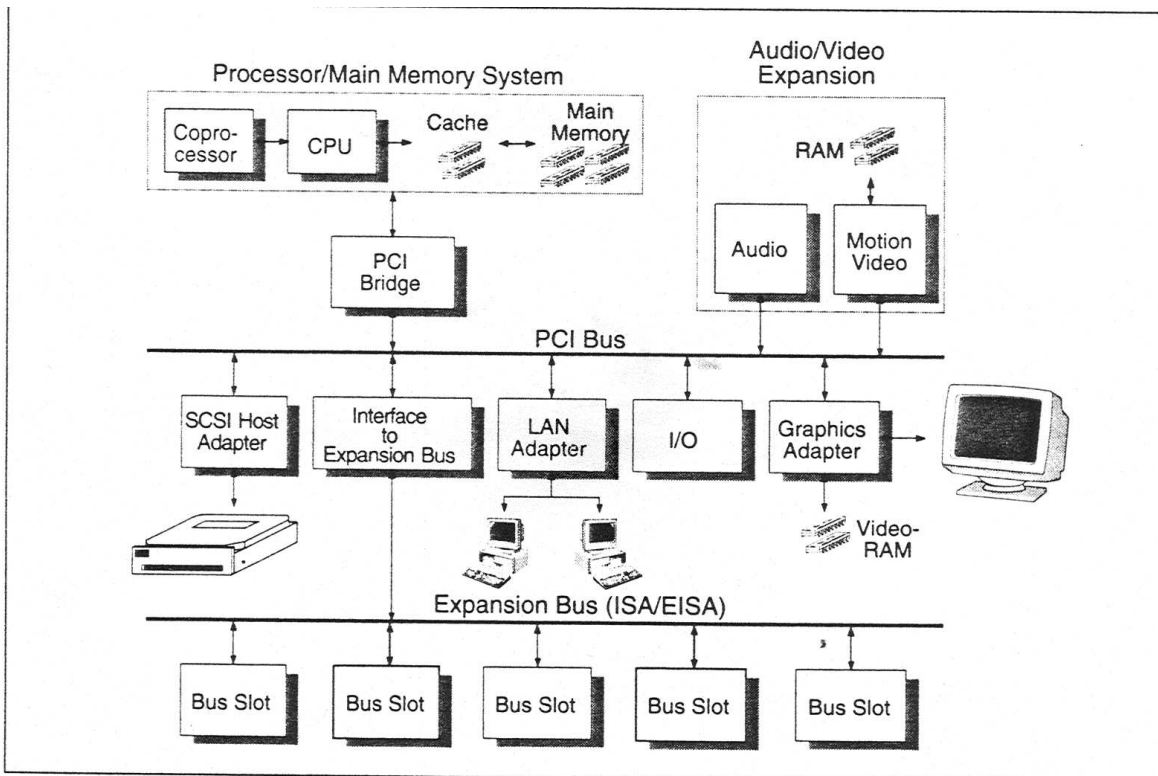 Processor/Main Memory System
Audio/Video
Expansion
Copro-
cessor
CPU
Cache
Main
Memory
RAM
Audio
Motion
Video
PCI
Bridge
PCI Bus
SCSI Host
Adapter
Interface
to
Expansion Bus
LAN
Adapter
I/O
Graphics
Adapter
Video-
RAM
Expansion Bus (ISA/EISA)
Bus Slot
Bus Slot
Bus Slot
Bus Slot
Bus Slot